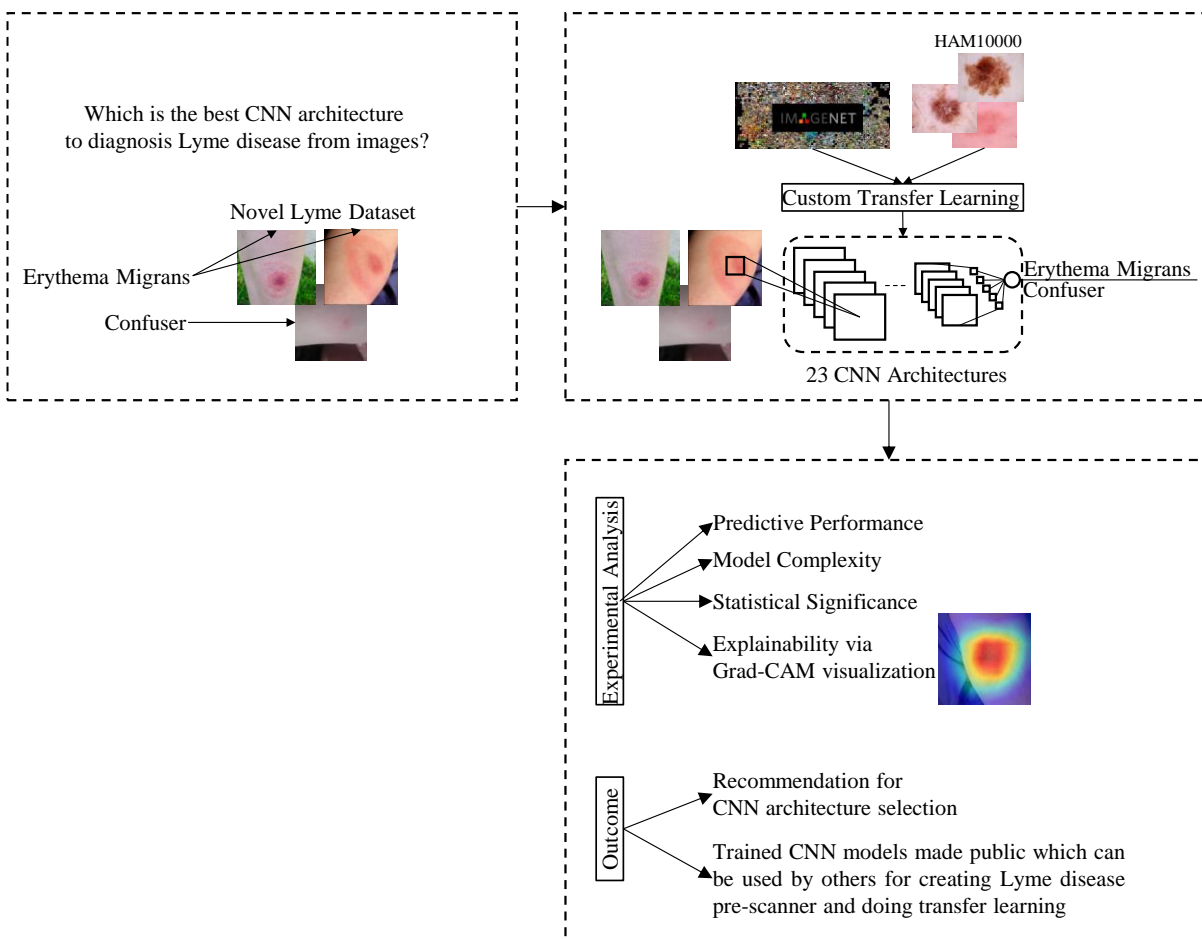 Which is the best CNN architecture
to diagnosis Lyme disease from images?
Novel Lyme Dataset
Erythema Migrans
Confuser
HAM10000
IMAGENET
Custom Transfer Learning
Erythema Migrans
Confuser
23 CNN Architectures
Experimental Analysis
Predictive Performance
Model Complexity
Statistical Significance
Explainability via
Grad-CAM visualization
Outcome
Recommendation for
CNN architecture selection
Trained CNN models made public which can
be used by others for creating Lyme disease
pre-scanner and doing transfer learning